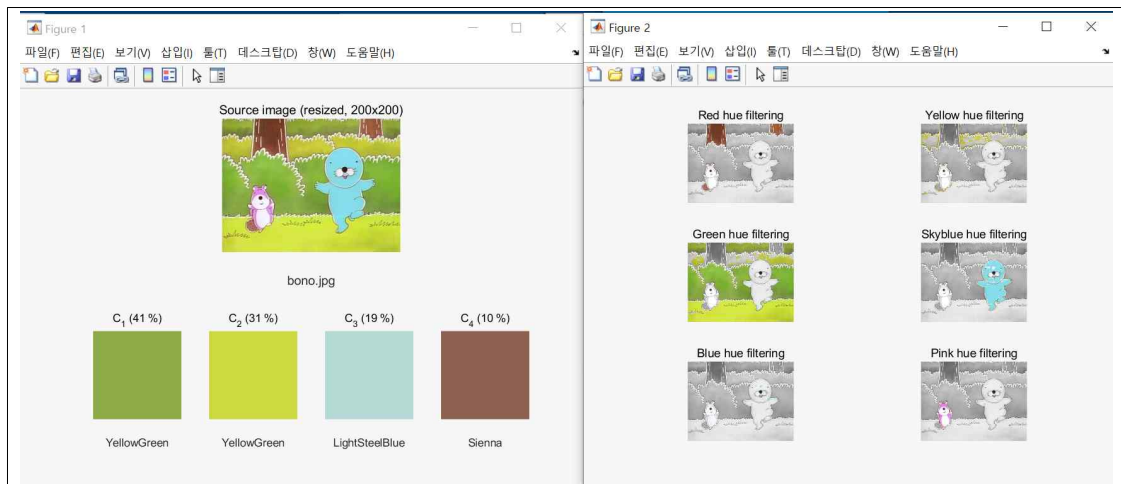 Figure 1
파일(F) 편집(E) 보기(V) 삽입(I) 툴(T) 데스크탑(D) 창(W) 도움말(H)
Source image (resized, 200x200)
bono.jpg
C1 (41 %) C2 (31 %) C3 (19 %) C4 (10 %)
YellowGreen YellowGreen LightSteelBlue Sienna
Figure 2
파일(F) 편집(E) 보기(V) 삽입(I) 툴(T) 데스크탑(D) 창(W) 도움말(H)
Red hue filtering Yellow hue filtering
Green hue filtering Skyblue hue filtering
Blue hue filtering Pink hue filtering